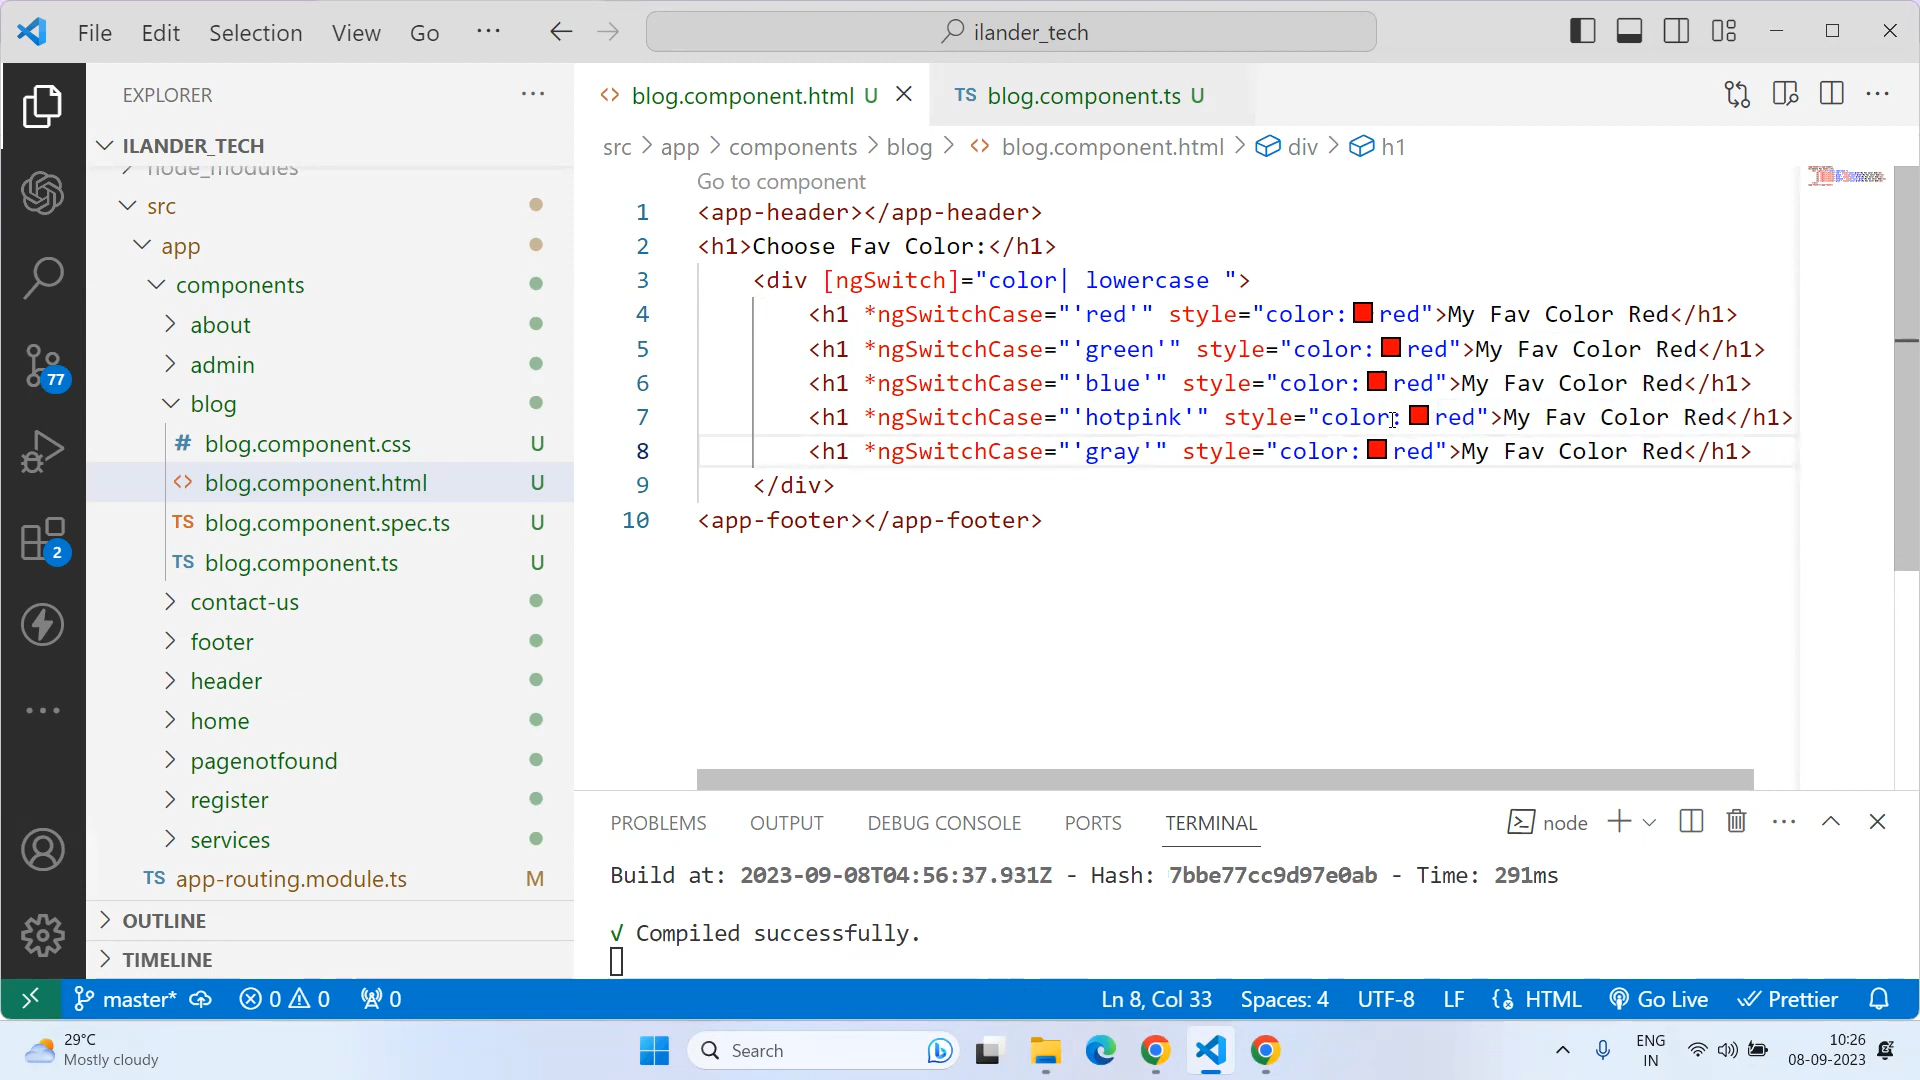 File Edit Selection View Go ··· ilander_tech
EXPLORER ···
ILANDER_TECH
node_modules
src
app
components
about
admin
blog
# blog.component.css U
<> blog.component.html U
TS blog.component.spec.ts U
TS blog.component.ts U
contact-us
footer
header
home
pagenotfound
register
services
TS app-routing.module.ts M
OUTLINE
TIMELINE
77
2
<> blog.component.html U TS blog.component.ts U
src > app > components > blog > <> blog.component.html > div > h1
Go to component
1 <app-header></app-header>
2 <h1>Choose Fav Color:</h1>
3 <div [ngSwitch]="color| lowercase ">
4 <h1 *ngSwitchCase="'red'" style="color:red">My Fav Color Red</h1>
5 <h1 *ngSwitchCase="'green'" style="color:red">My Fav Color Red</h1>
6 <h1 *ngSwitchCase="'blue'" style="color:red">My Fav Color Red</h1>
7 <h1 *ngSwitchCase="'hotpink'" style="color:red">My Fav Color Red</h1>
8 <h1 *ngSwitchCase="'gray'" style="color:red">My Fav Color Red</h1>
9 </div>
10 <app-footer></app-footer>
PROBLEMS OUTPUT DEBUG CONSOLE PORTS TERMINAL node
Build at: 2023-09-08T04:56:37.931Z - Hash: 7bbe77cc9d97e0ab - Time: 291ms
√ Compiled successfully.
master* 0 0 0 Ln 8, Col 33 Spaces: 4 UTF-8 LF HTML Go Live Prettier
29°C
Mostly cloudy
Search
ENG
IN
10:26
08-09-2023